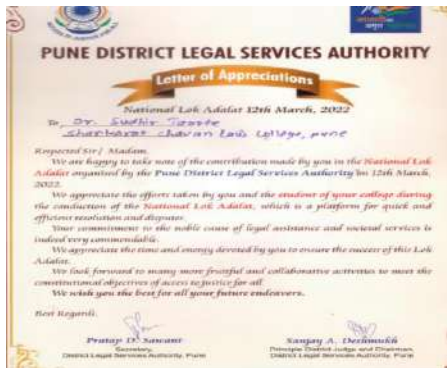 PUNE DISTRICT LEGAL SERVICES AUTHORITY
Letter of Appreciations
National Lok Adalat 12th March, 2022
To, Dr. Sudhir
Chavan Law College, Pune
Respected Sir / Madam.
We are happy to take note of the contribution made by you in the National Lok
Adalat organised by the Pune District Legal Services Authority on 12th March,
2022.
We appreciate the efforts taken by you and the student of your college during
the conduction of the National Lok Adalat, which is a platform for quick and
efficient resolution and disputes.
Your commitment to the noble cause of legal assistance and societal services is
indeed very commendable.
We appreciate the time and energy devoted by you to ensure the success of this Lok
Adalat.
We look forward to many more fruitful and collaborative activities to meet the
constitutional objectives of access to justice for all.
We wish you the best for all your future endeavors.
Best Regards.
Pratap D. Sawant
Secretary,
District Legal Services Authority, Pune
Sanjay A. Deshmukh
Principle District Judge and Chairman,
District Legal Services Authority, Pune